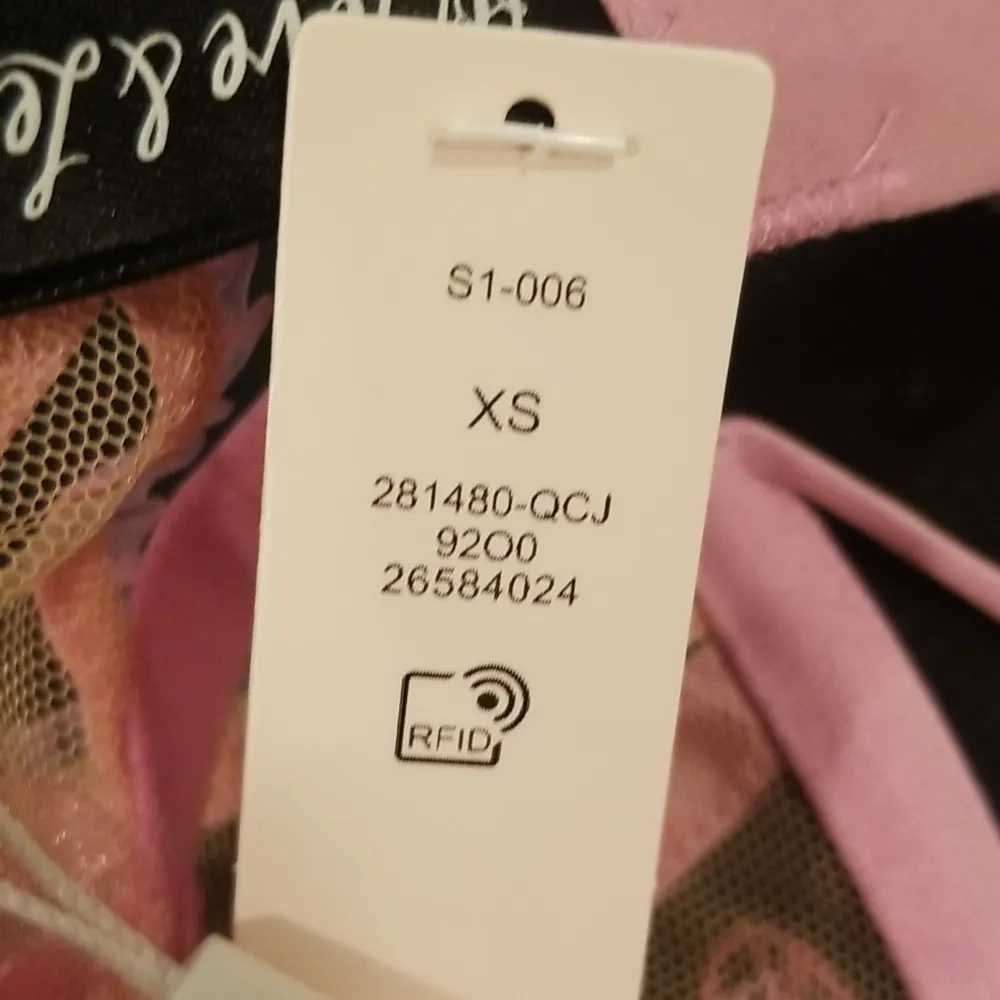 S1-006
XS
281480-QCJ
92O0
26584024
RFID